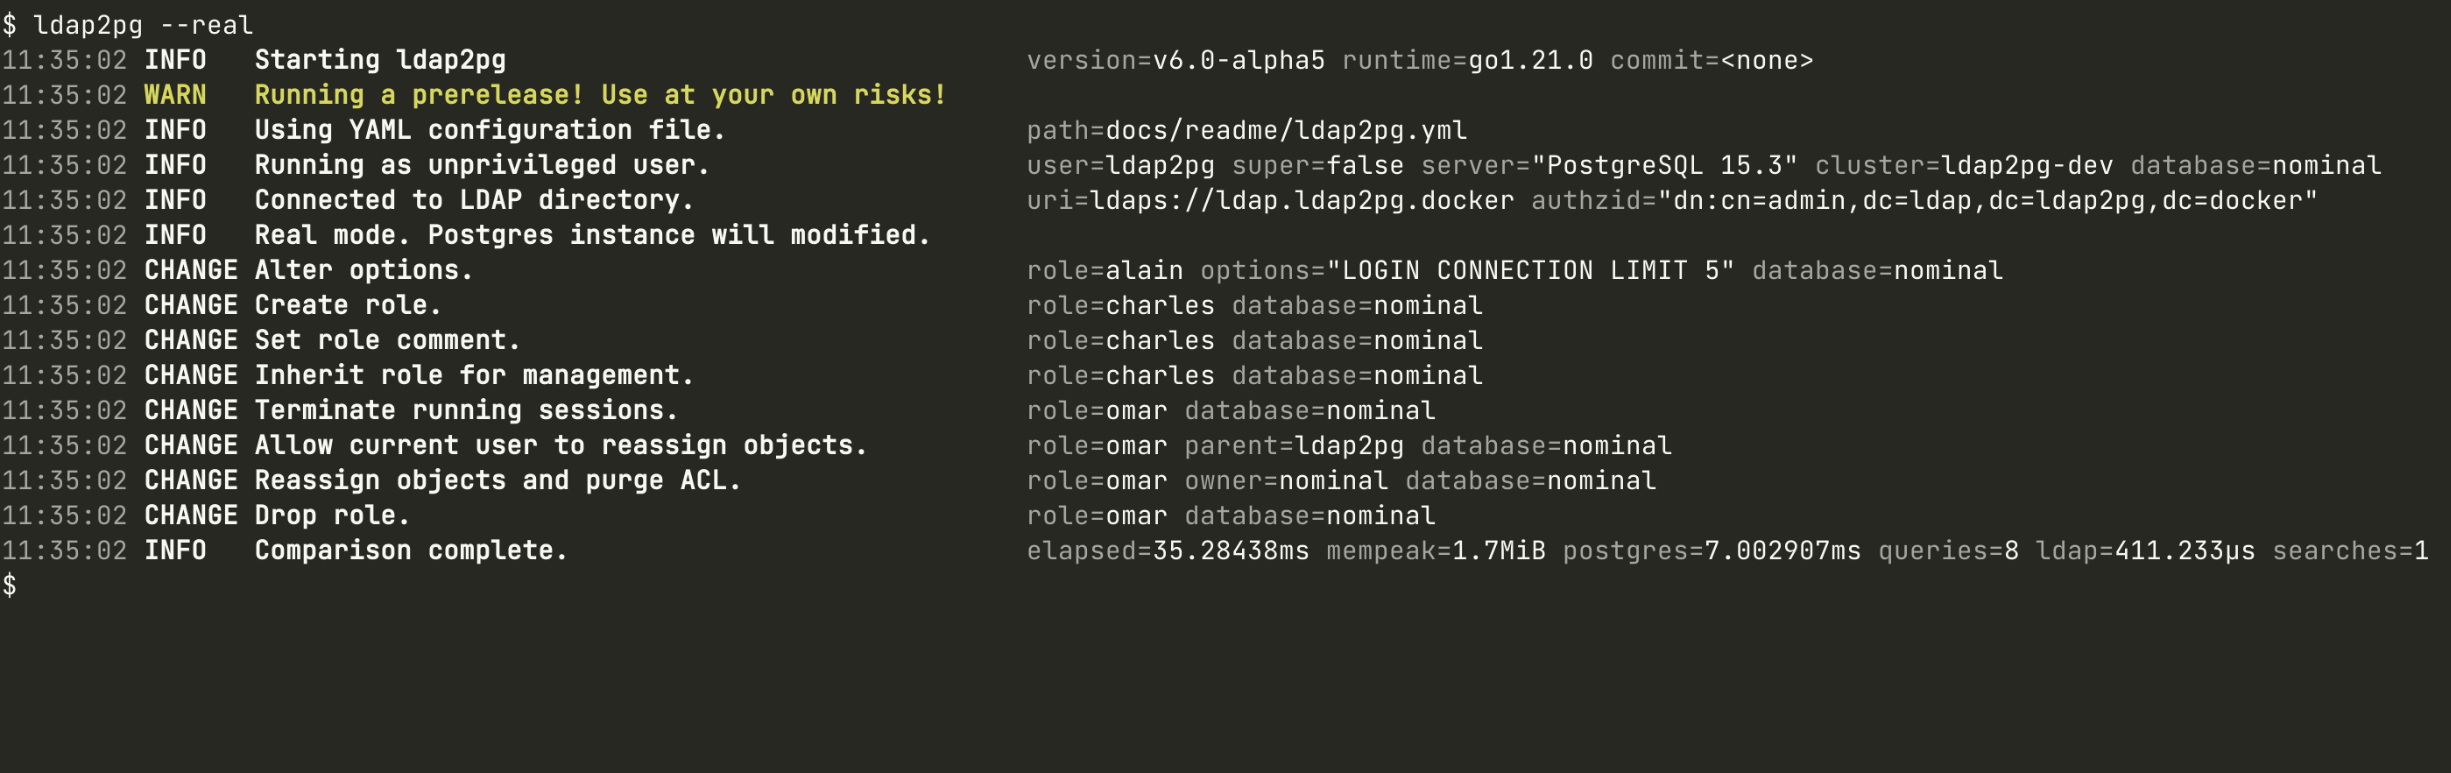 $ ldap2pg --real
11:35:02 INFO   Starting ldap2pg                                 version=v6.0-alpha5 runtime=go1.21.0 commit=<none>
11:35:02 WARN   Running a prerelease! Use at your own risks!
11:35:02 INFO   Using YAML configuration file.                   path=docs/readme/ldap2pg.yml
11:35:02 INFO   Running as unprivileged user.                    user=ldap2pg super=false server="PostgreSQL 15.3" cluster=ldap2pg-dev database=nominal
11:35:02 INFO   Connected to LDAP directory.                     uri=ldaps://ldap.ldap2pg.docker authzid="dn:cn=admin,dc=ldap,dc=ldap2pg,dc=docker"
11:35:02 INFO   Real mode. Postgres instance will modified.
11:35:02 CHANGE Alter options.                                   role=alain options="LOGIN CONNECTION LIMIT 5" database=nominal
11:35:02 CHANGE Create role.                                     role=charles database=nominal
11:35:02 CHANGE Set role comment.                                role=charles database=nominal
11:35:02 CHANGE Inherit role for management.                     role=charles database=nominal
11:35:02 CHANGE Terminate running sessions.                      role=omar database=nominal
11:35:02 CHANGE Allow current user to reassign objects.          role=omar parent=ldap2pg database=nominal
11:35:02 CHANGE Reassign objects and purge ACL.                  role=omar owner=nominal database=nominal
11:35:02 CHANGE Drop role.                                       role=omar database=nominal
11:35:02 INFO   Comparison complete.                             elapsed=35.28438ms mempeak=1.7MiB postgres=7.002907ms queries=8 ldap=411.233µs searches=1
$